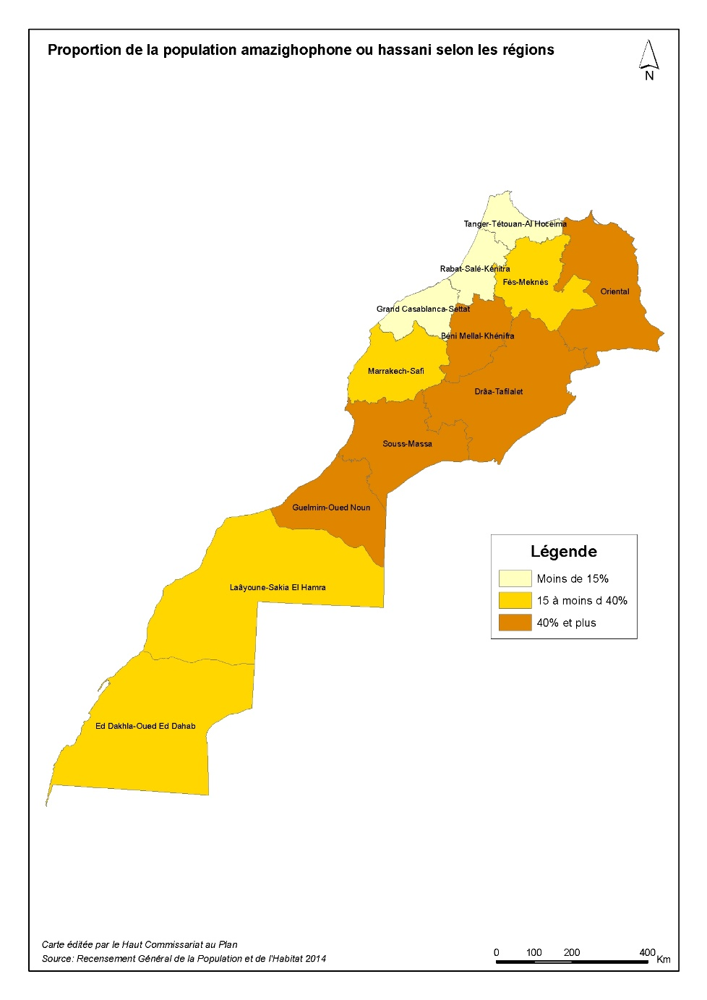 Proportion de la population amazighophone ou hassani selon les régions
N
Tanger-Tétouan-Al Hoceima
Rabat-Salé-Kénitra
Fès-Meknès
Oriental
Grand Casablanca-Settat
Béni Mellal-Khénifra
Marrakech-Safi
Drâa-Tafilalet
Souss-Massa
Guelmim-Oued Noun
Légende
Moins de 15%
15 à moins d 40%
40% et plus
Laâyoune-Sakia El Hamra
Ed Dakhla-Oued Ed Dahab
Carte éditée par le Haut Commissariat au Plan
Source: Recensement Général de la Population et de l'Habitat 2014
0 100 200 400
Km